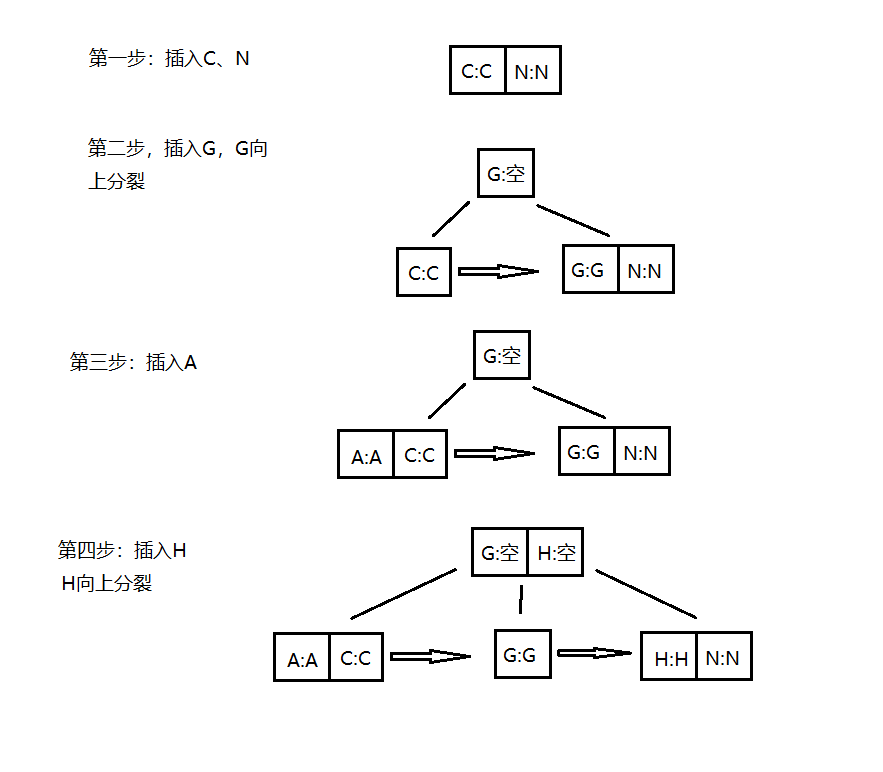 第一步：插入C、N
C:C N:N
第二步，插入G，G向
上分裂
G:空
C:C G:G N:N
第三步：插入A
G:空
A:A C:C G:G N:N
第四步：插入H
H向上分裂
G:空 H:空
A:A C:C G:G H:H N:N